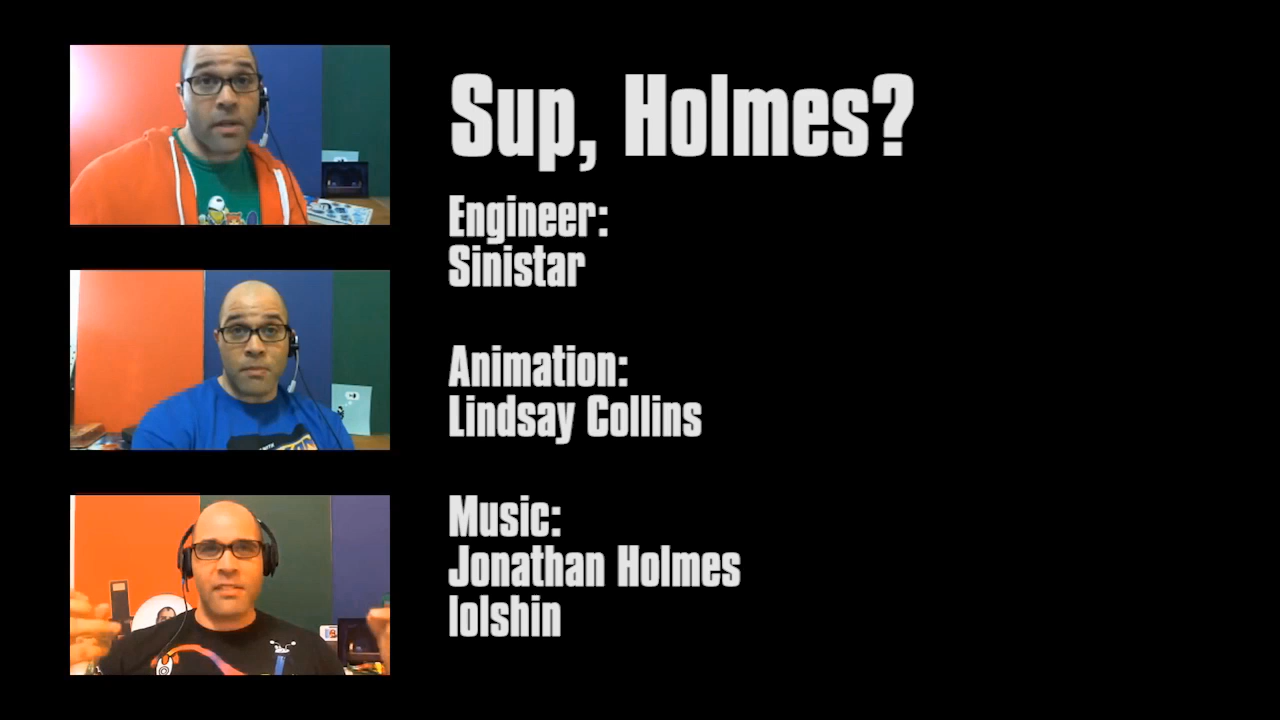 Sup, Holmes?
Engineer:
Sinistar
Animation:
Lindsay Collins
Music:
Jonathan Holmes
lolshin